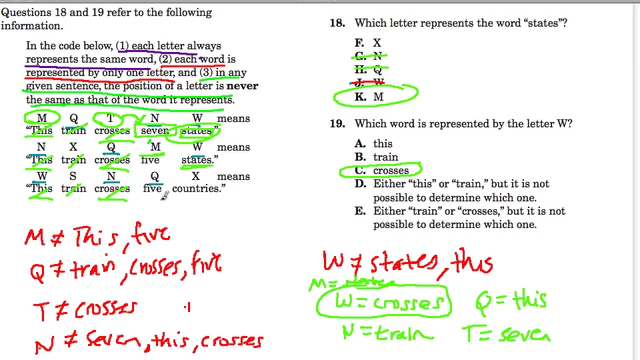 Questions 18 and 19 refer to the following
information.
In the code below, (1) each letter always
represents the same word, (2) each word is
represented by only one letter, and (3) in any
given sentence, the position of a letter is never
the same as that of the word it represents.
M Q T N W means
"This train crosses seven states."
N X Q M W means
"This train crosses five states."
W S N Q X means
"This train crosses five countries."
M ≠ This, five
Q ≠ train, crosses, five
T ≠ crosses
N ≠ seven, this, crosses
18. Which letter represents the word "states"?
F. X
G. N
H. Q
J. W
K. M
19. Which word is represented by the letter W?
A. this
B. train
C. crosses
D. Either "this" or "train," but it is not
possible to determine which one.
E. Either "train" or "crosses," but it is not
possible to determine which one.
W ≠ states, this
M = states
W = crosses Q = this
N = train T = seven